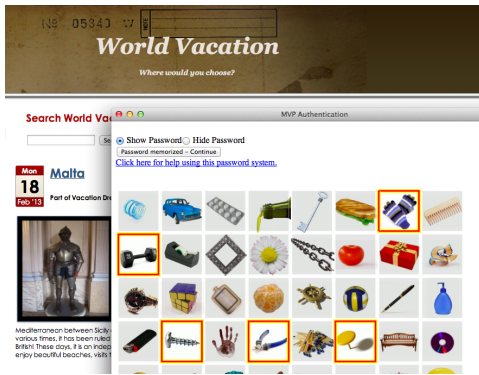 Nº 05340 W
World Vacation
Where would you choose?
Search World Va
MVP Authentication
Show Password Hide Password
Password memorized – Continue
Click here for help using this password system.
Mon
18
Feb '13
Malta
Part of Vacation Dre
Mediterranean between Sicily
various times, it has been ruled
British! These days, it is an indep
enjoy beautiful beaches, visits t